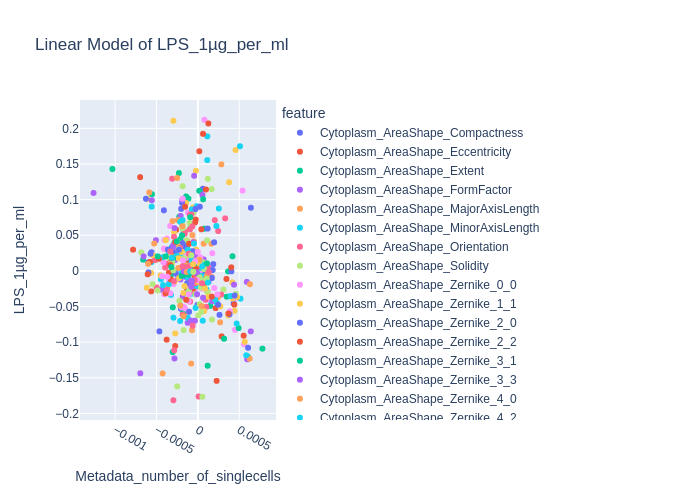 Linear Model of LPS_1µg_per_ml
feature
Cytoplasm_AreaShape_Compactness
Cytoplasm_AreaShape_Eccentricity
Cytoplasm_AreaShape_Extent
Cytoplasm_AreaShape_FormFactor
Cytoplasm_AreaShape_MajorAxisLength
Cytoplasm_AreaShape_MinorAxisLength
Cytoplasm_AreaShape_Orientation
Cytoplasm_AreaShape_Solidity
Cytoplasm_AreaShape_Zernike_0_0
Cytoplasm_AreaShape_Zernike_1_1
Cytoplasm_AreaShape_Zernike_2_0
Cytoplasm_AreaShape_Zernike_2_2
Cytoplasm_AreaShape_Zernike_3_1
Cytoplasm_AreaShape_Zernike_3_3
Cytoplasm_AreaShape_Zernike_4_0
Cytoplasm_AreaShape_Zernike_4_2
0.2
0.15
0.1
0.05
0
−0.05
−0.1
−0.15
−0.2
LPS_1µg_per_ml
−0.001
−0.0005
0
0.0005
Metadata_number_of_singlecells